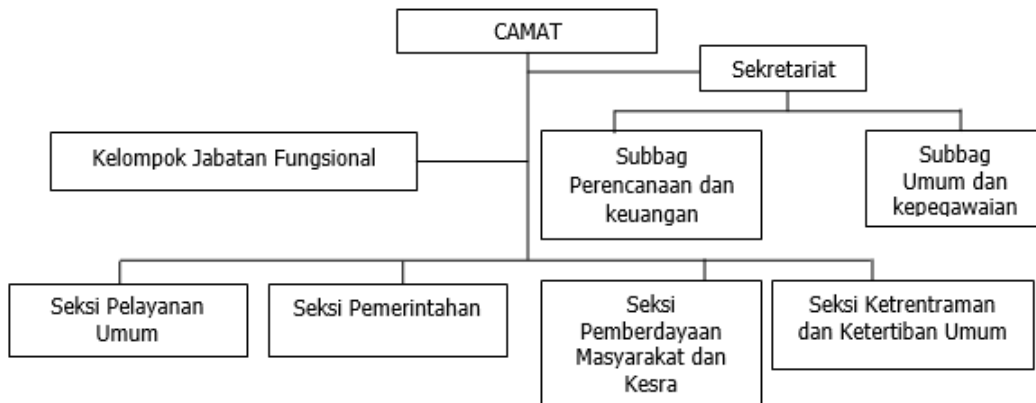 CAMAT
Sekretariat
Kelompok Jabatan Fungsional
Subbag
Perencanaan dan
keuangan
Subbag
Umum dan
kepegawaian
Seksi Pelayanan
Umum
Seksi Pemerintahan
Seksi
Pemberdayaan
Masyarakat dan
Kesra
Seksi Ketrentraman
dan Ketertiban Umum